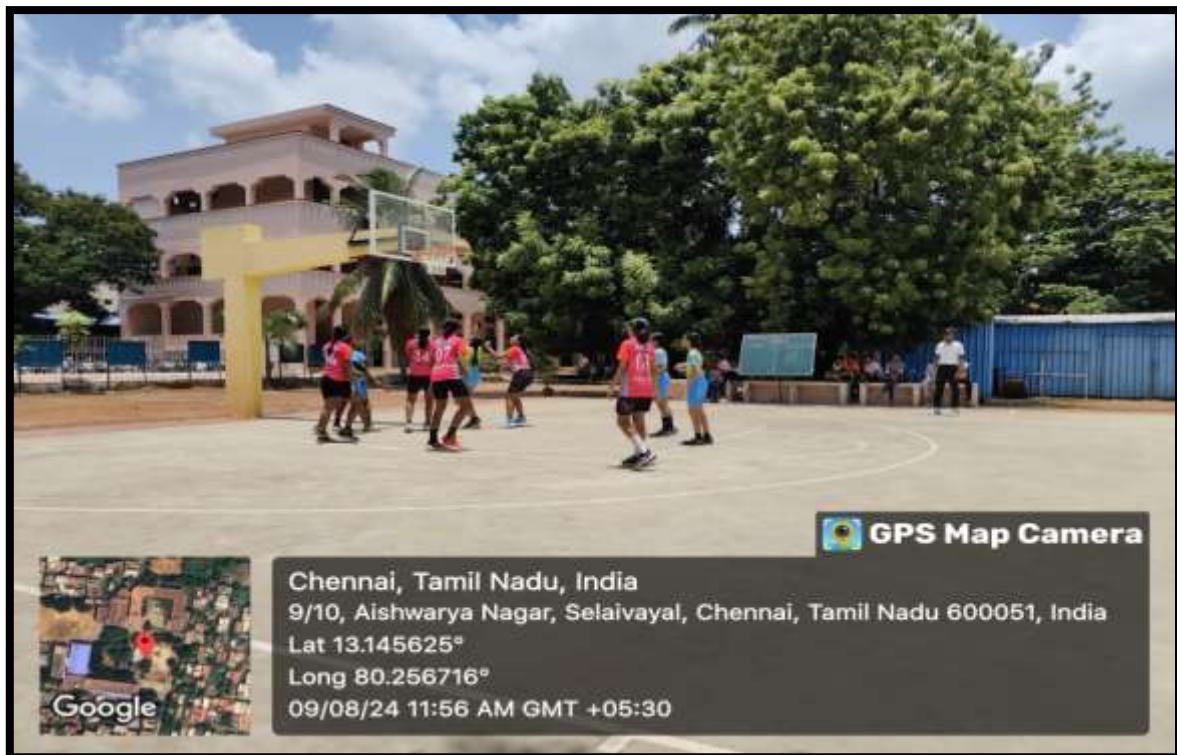 GPS Map Camera
Chennai, Tamil Nadu, India
9/10, Aishwarya Nagar, Selaivayal, Chennai, Tamil Nadu 600051, India
Lat 13.145625°
Long 80.256716°
09/08/24 11:56 AM GMT +05:30
Google